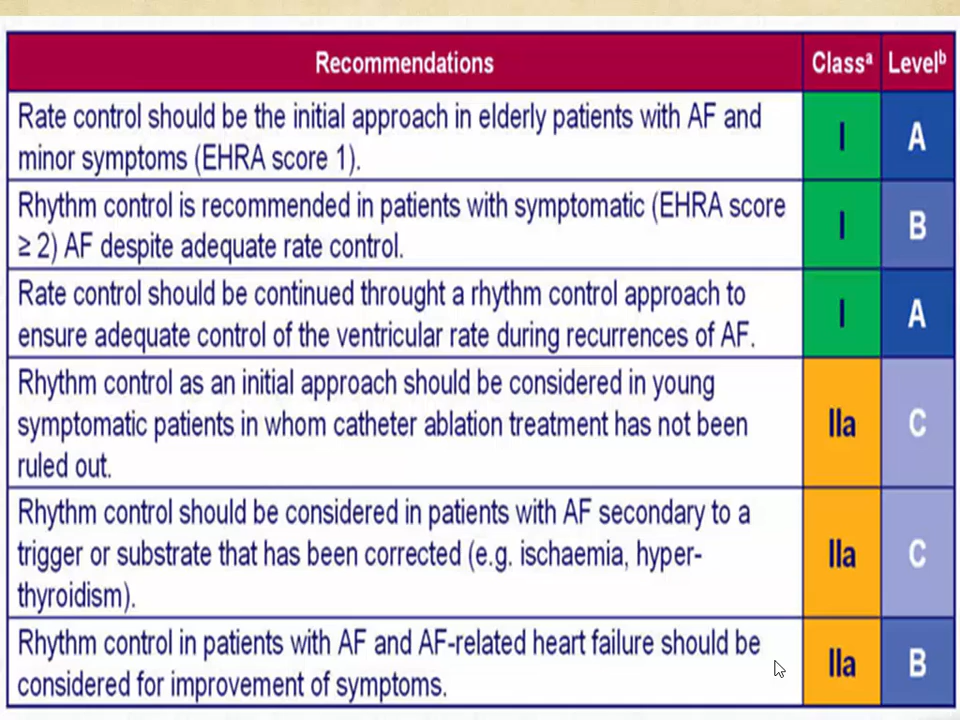 Recommendations Classᵃ Levelᵇ
Rate control should be the initial approach in elderly patients with AF and
minor symptoms (EHRA score 1).
I A
Rhythm control is recommended in patients with symptomatic (EHRA score
≥ 2) AF despite adequate rate control.
I B
Rate control should be continued throught a rhythm control approach to
ensure adequate control of the ventricular rate during recurrences of AF.
I A
Rhythm control as an initial approach should be considered in young
symptomatic patients in whom catheter ablation treatment has not been
ruled out.
IIa C
Rhythm control should be considered in patients with AF secondary to a
trigger or substrate that has been corrected (e.g. ischaemia, hyper-
thyroidism).
IIa C
Rhythm control in patients with AF and AF-related heart failure should be
considered for improvement of symptoms.
IIa B